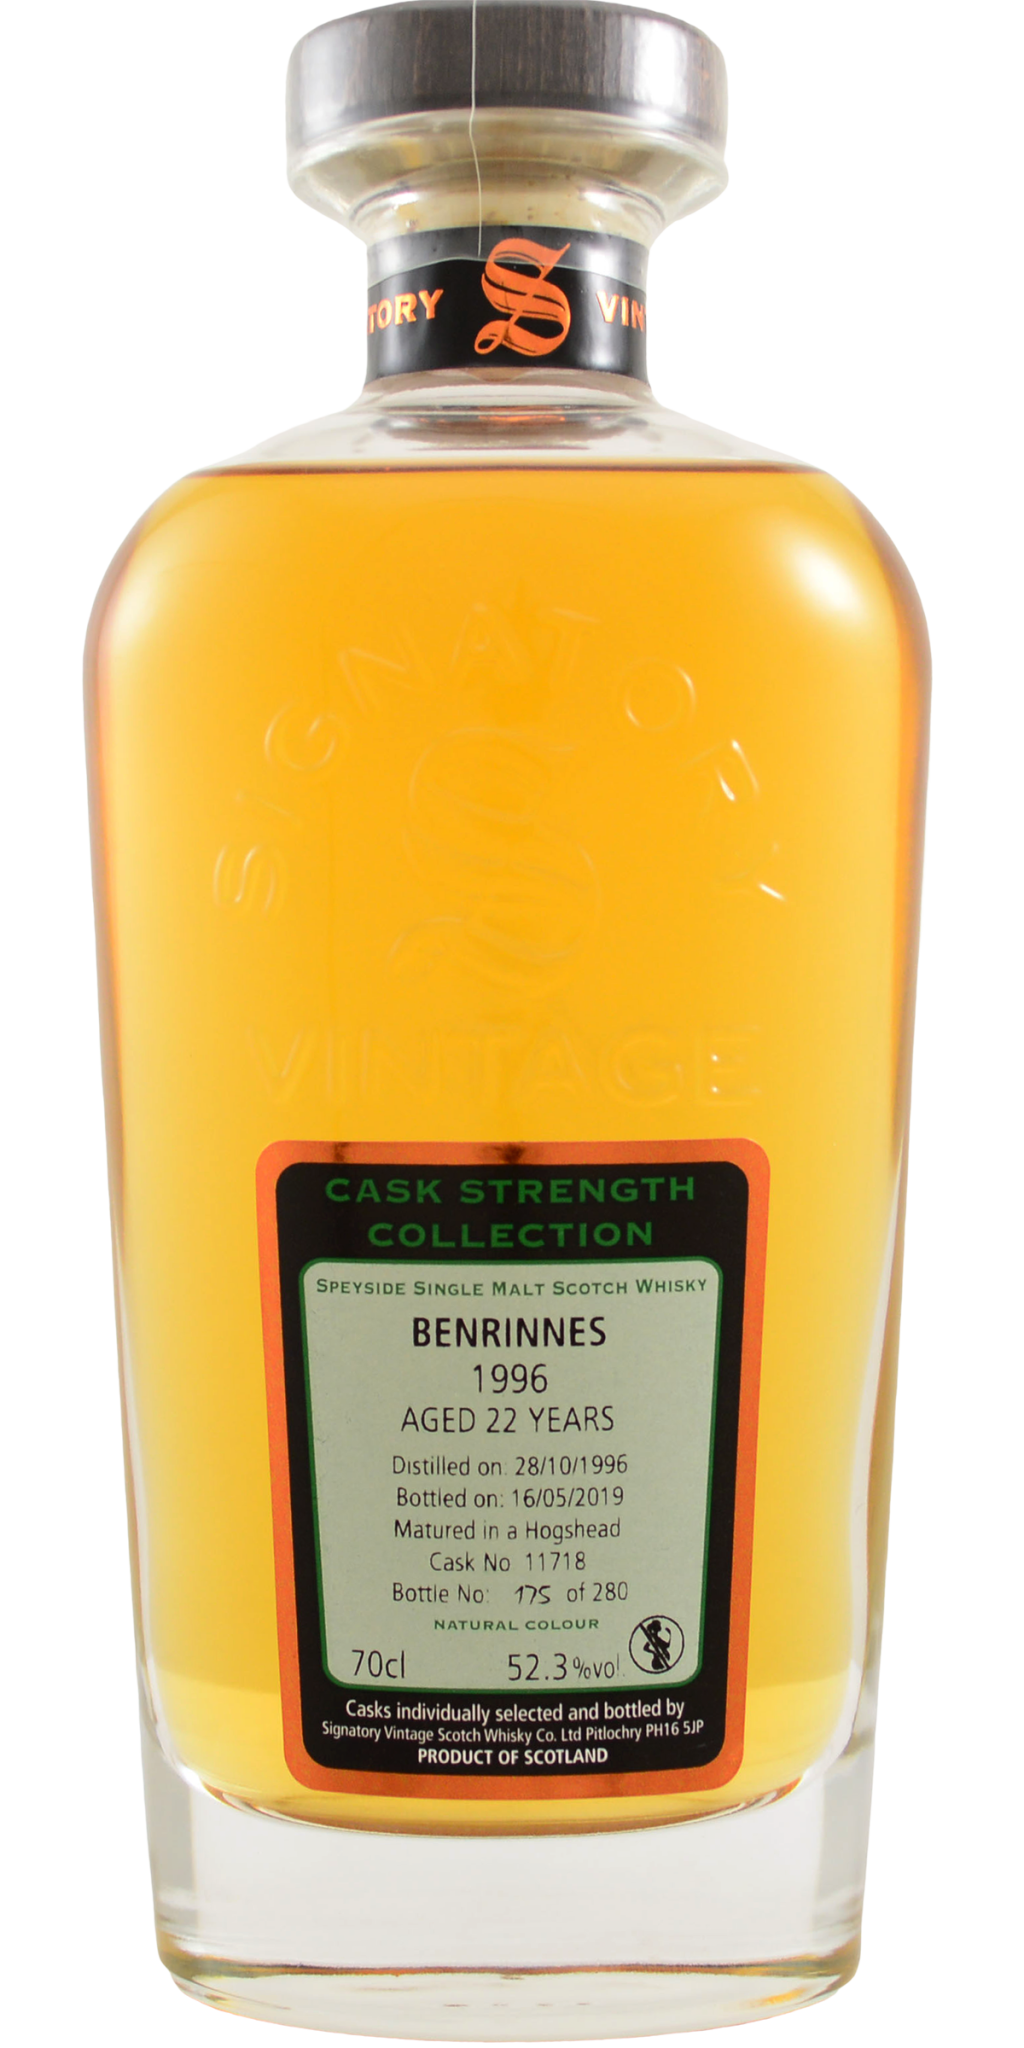 TORY S VIN
SIGNATORY
VINTAGE
CASK STRENGTH
COLLECTION
SPEYSIDE SINGLE MALT SCOTCH WHISKY
BENRINNES
1996
AGED 22 YEARS
Distilled on: 28/10/1996
Bottled on: 16/05/2019
Matured in a Hogshead
Cask No 11718
Bottle No: 175 of 280
NATURAL COLOUR
70cl 52.3%vol.
Casks individually selected and bottled by
Signatory Vintage Scotch Whisky Co. Ltd Pitlochry PH16 5JP
PRODUCT OF SCOTLAND